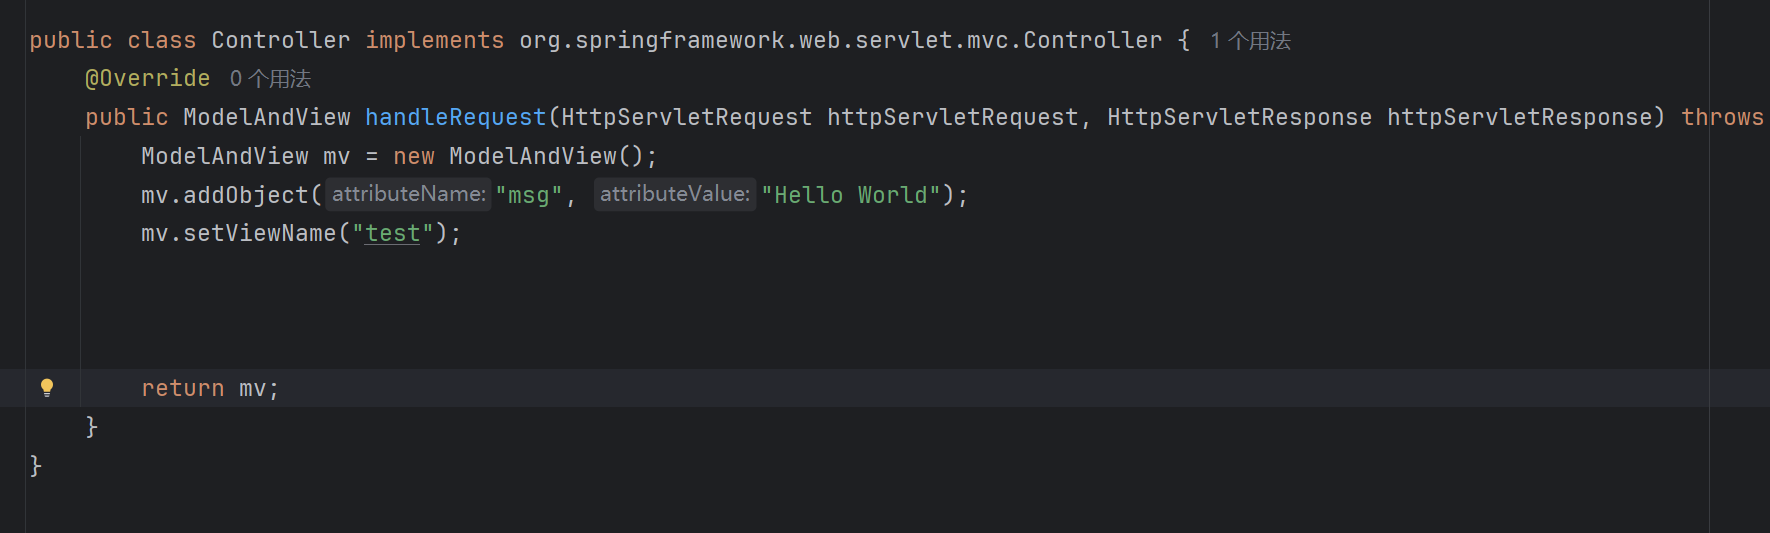 public class Controller implements org.springframework.web.servlet.mvc.Controller { 1 个用法
@Override 0 个用法
public ModelAndView handleRequest(HttpServletRequest httpServletRequest, HttpServletResponse httpServletResponse) throws
ModelAndView mv = new ModelAndView();
mv.addObject( attributeName: "msg", attributeValue: "Hello World");
mv.setViewName("test");
return mv;
}
}